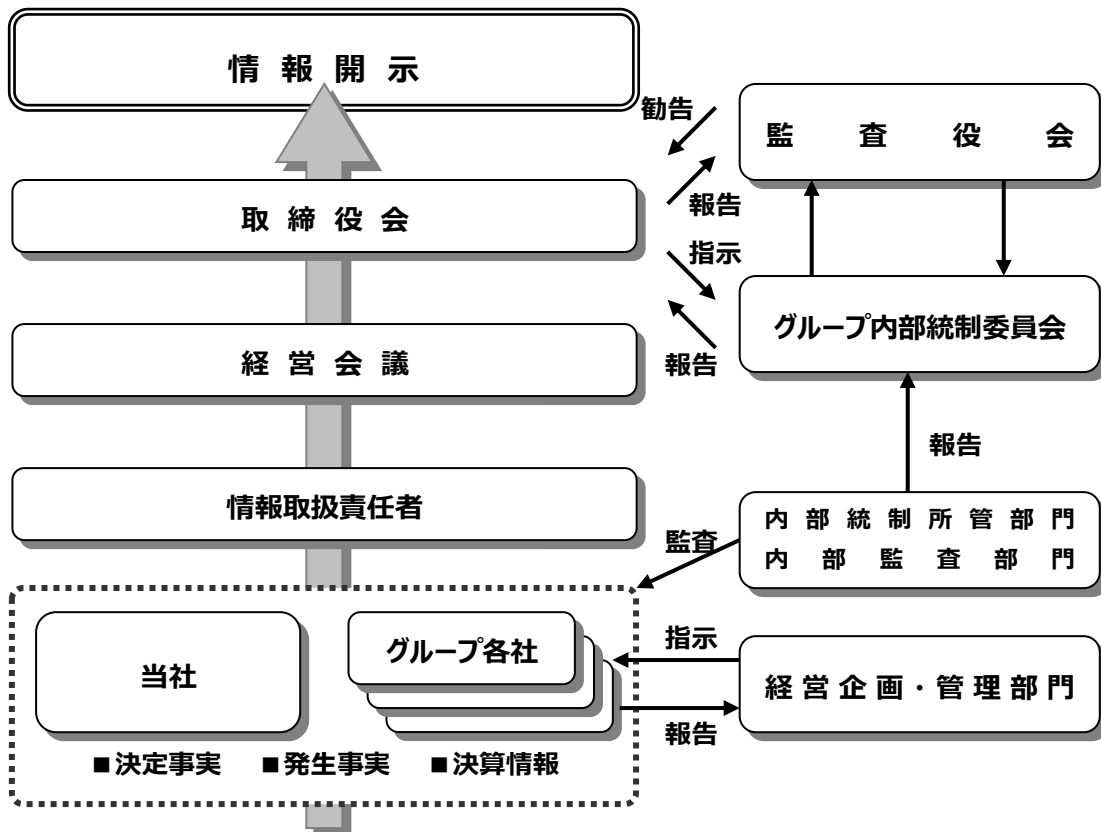 情報開示
勧告
監査役会
報告
取締役会
指示
グループ内部統制委員会
経営会議
報告
報告
情報取扱責任者
内部統制所管部門
内部監査部門
監査
当社
グループ各社
指示
経営企画・管理部門
報告
■決定事実 ■発生事実 ■決算情報